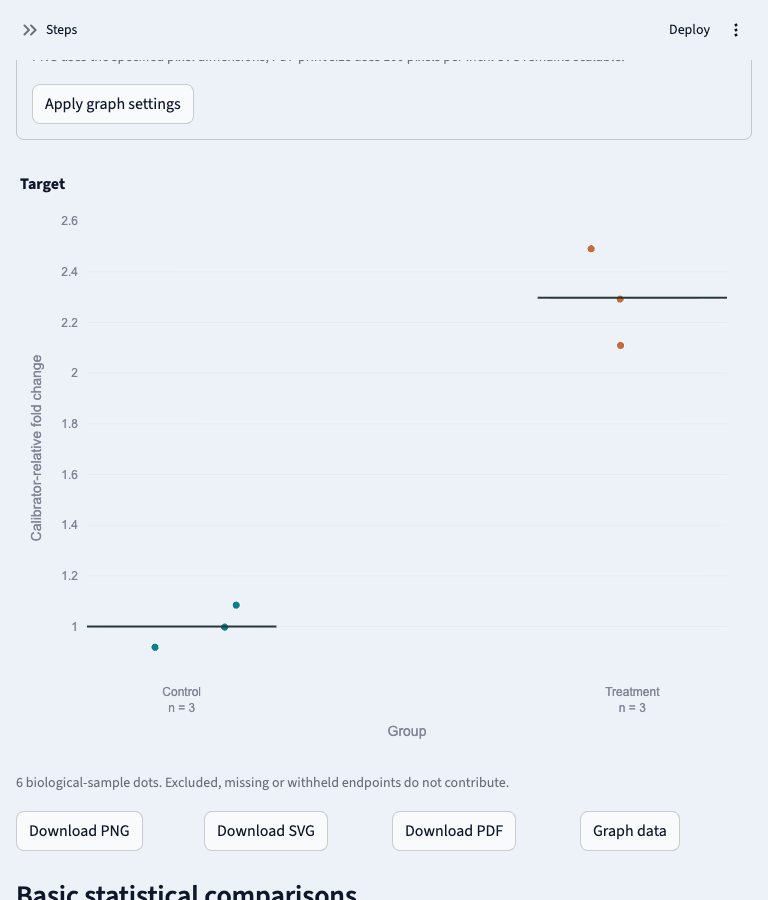 Steps
Deploy
Apply graph settings
Target
2.6
2.4
2.2
2
1.8
1.6
1.4
1.2
1
Calibrator-relative fold change
Control
n = 3
Treatment
n = 3
Group
6 biological-sample dots. Excluded, missing or withheld endpoints do not contribute.
Download PNG
Download SVG
Download PDF
Graph data
Basic statistical comparisons